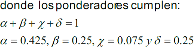 donde los ponderadores cumplen:
α + β + χ + δ = 1
α = 0.425, β = 0.25, χ = 0.075 y δ = 0.25